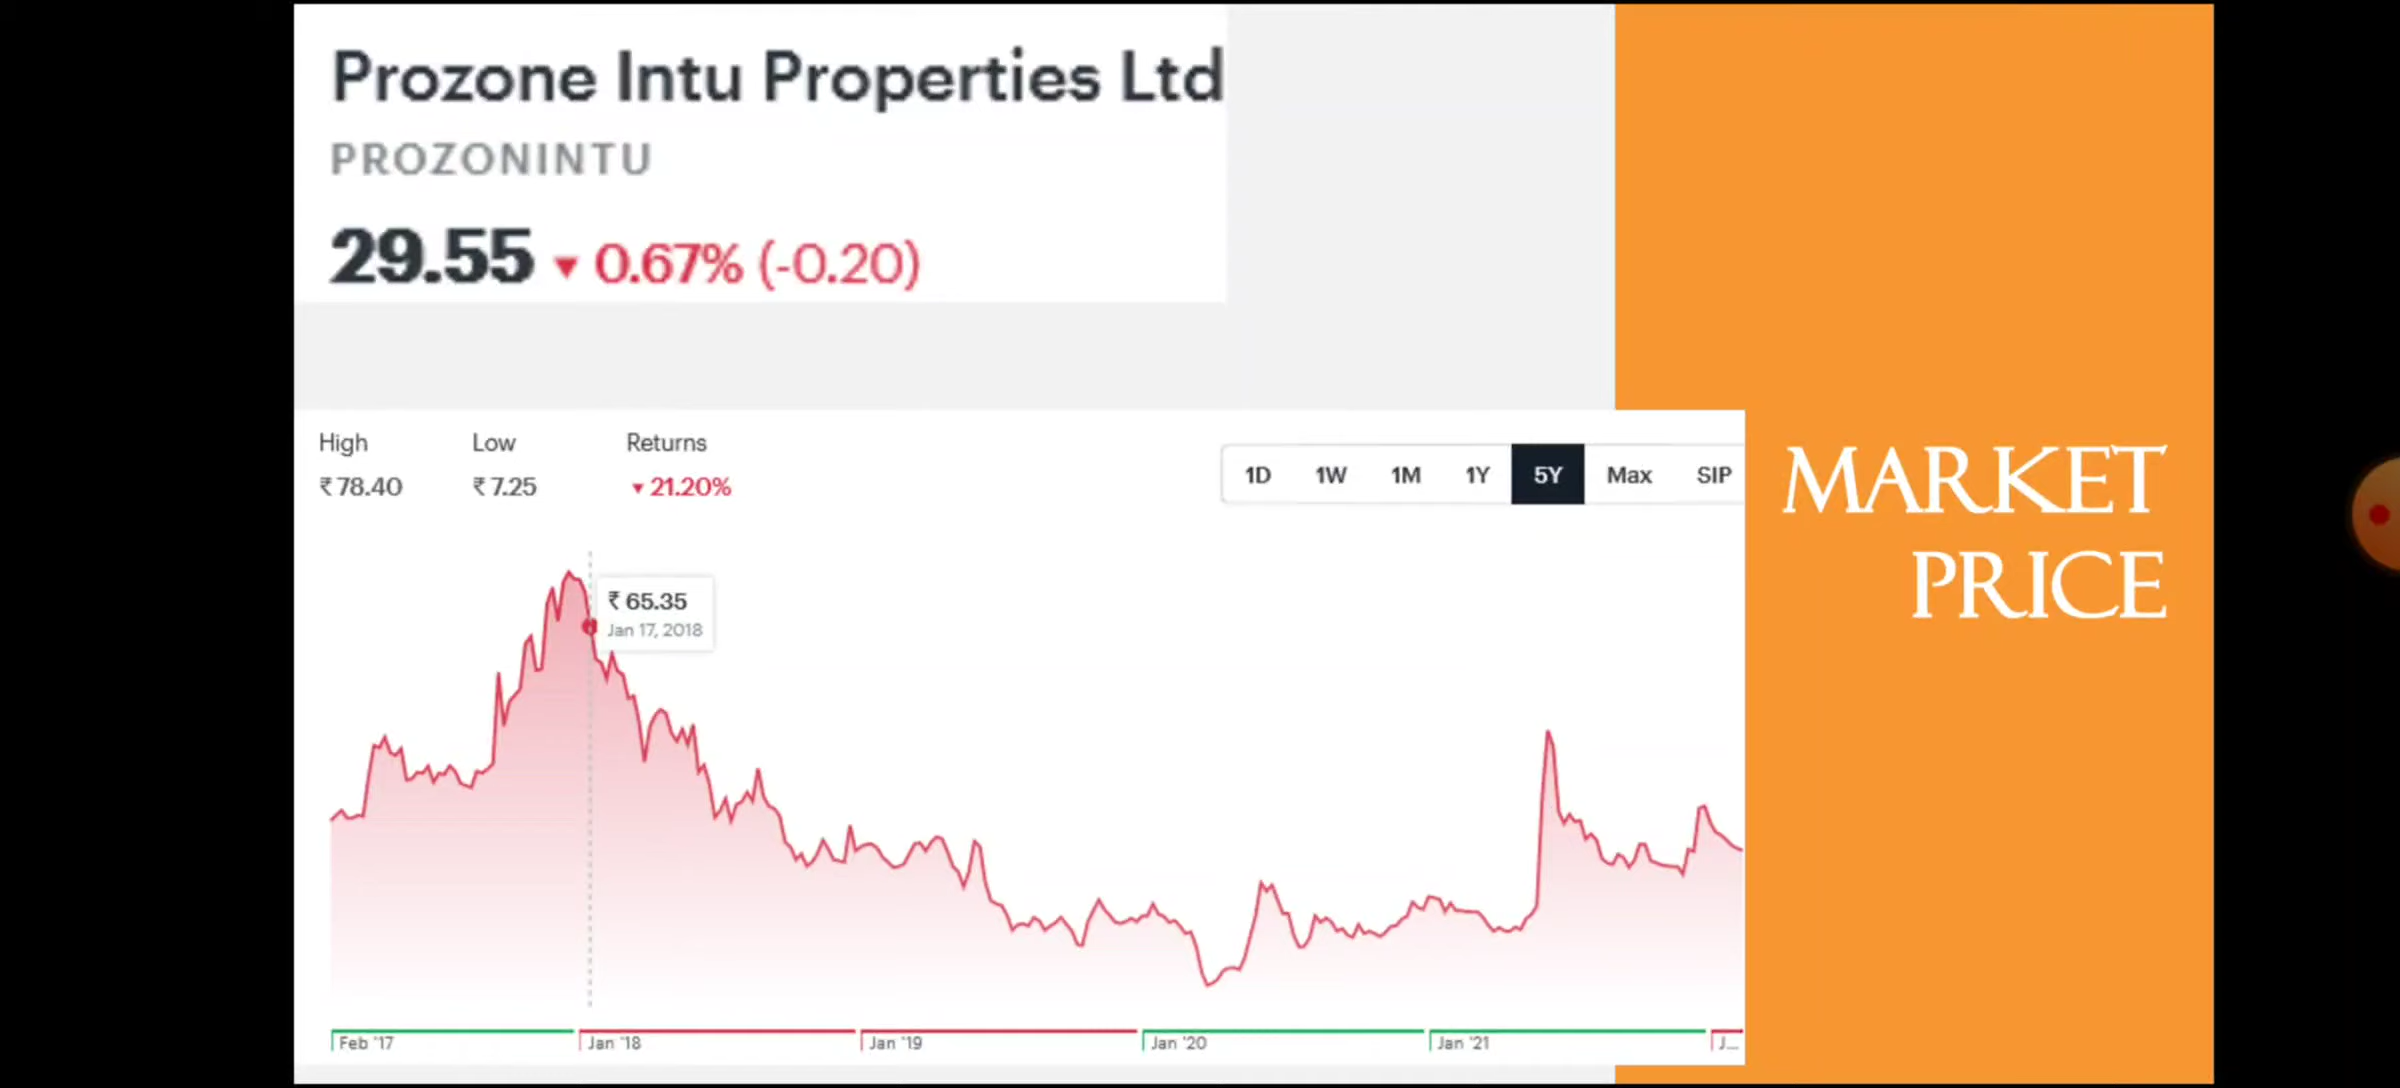 Prozone Intu Properties Ltd
PROZONINTU
29.55 ▼ 0.67% (-0.20)
High Low Returns
₹78.40 ₹7.25 ▼21.20%
1D 1W 1M 1Y 5Y Max SIP
MARKET
PRICE
₹ 65.35
Jan 17, 2018
Feb '17 Jan '18 Jan '19 Jan '20 Jan '21 J...